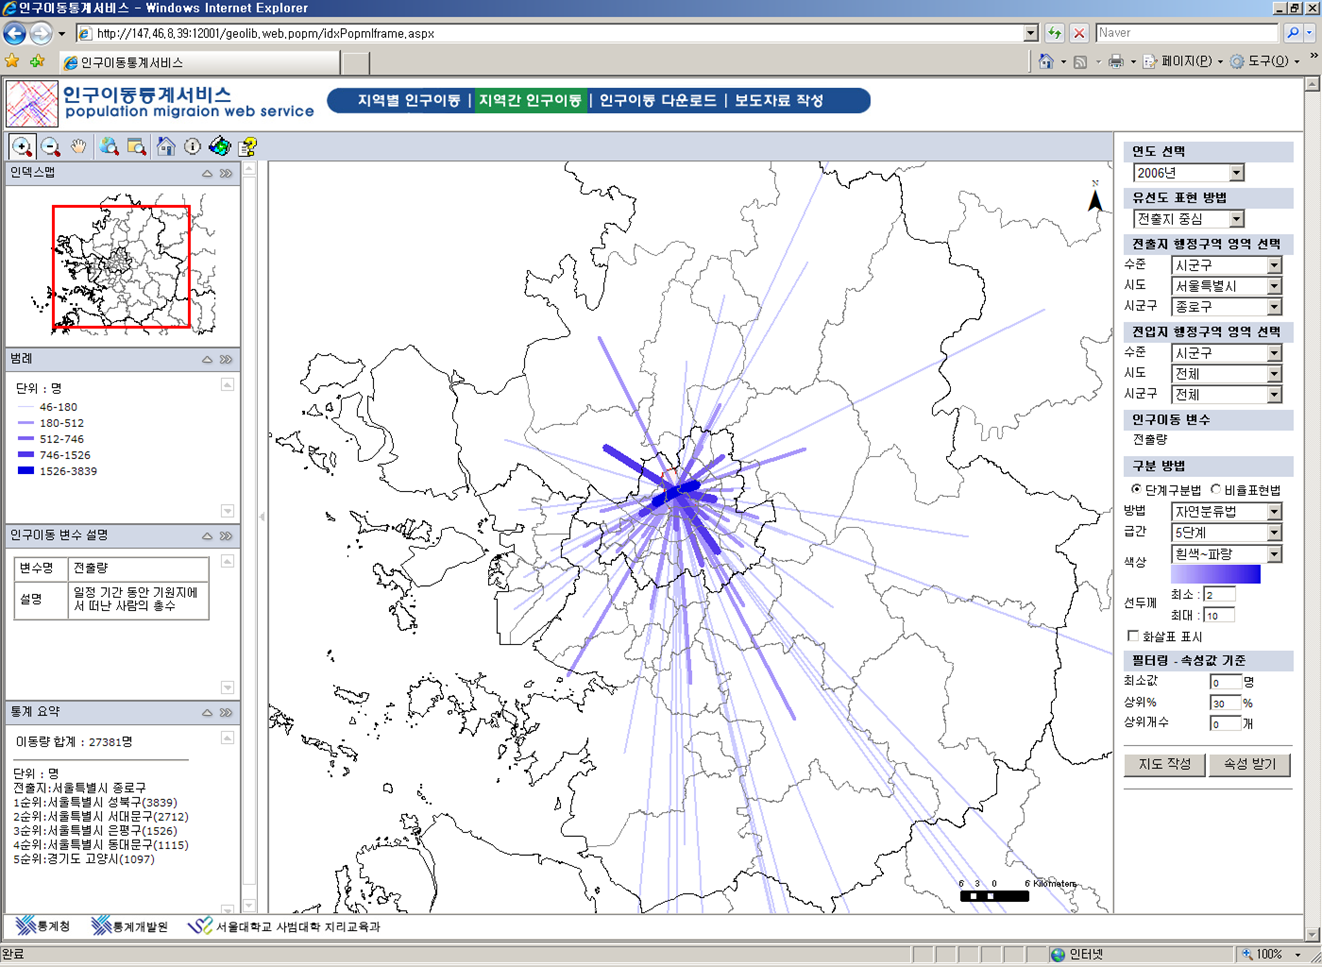 인구이동통계서비스 - Windows Internet Explorer
http://147.46.8.39:12001/geolib_web_popm/idxPopmIframe.aspx
Naver
인구이동통계서비스
페이지(P)
도구(O)
인구이동통계서비스
population migraion web service
지역별 인구이동 | 지역간 인구이동 | 인구이동 다운로드 | 보도자료 작성
인덱스맵
범례
단위 : 명
46-180
180-512
512-746
746-1526
1526-3839
인구이동 변수 설명
변수명 전출량
설명 일정 기간 동안 기원지에
서 떠난 사람의 총수
통계 요약
이동량 합계 : 27381명
단위 : 명
전출지:서울특별시 종로구
1순위:서울특별시 성북구(3839)
2순위:서울특별시 서대문구(2712)
3순위:서울특별시 은평구(1526)
4순위:서울특별시 동대문구(1115)
5순위:경기도 고양시(1097)
N
6 3 0 6 Kilometers
연도 선택
2006년
유선도 표현 방법
전출지 중심
전출지 행정구역 영역 선택
수준 시군구
시도 서울특별시
시군구 종로구
전입지 행정구역 영역 선택
수준 시군구
시도 전체
시군구 전체
인구이동 변수
전출량
구분 방법
단계구분법 비율표현법
방법 자연분류법
급간 5단계
색상 흰색~파랑
선두께 최소 : 2
최대 : 10
화살표 표시
필터링 - 속성값 기준
최소값 0 명
상위% 30 %
상위개수 0 개
지도 작성 속성 받기
통계청 통계개발원 서울대학교 사범대학 지리교육과
완료
인터넷
100%